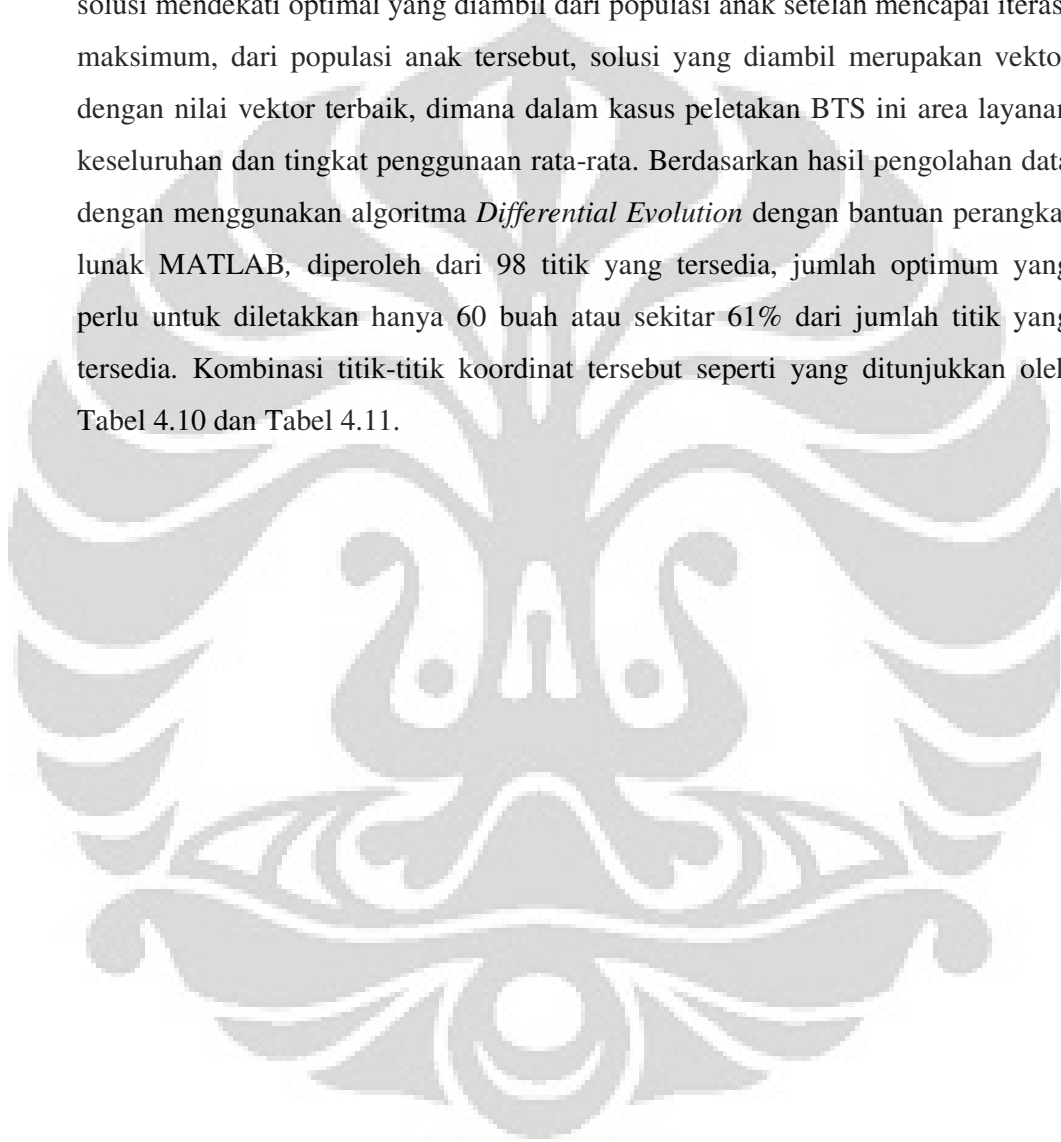 solusi mendekati optimal yang diambil dari populasi anak setelah mencapai iteras
maksimum, dari populasi anak tersebut, solusi yang diambil merupakan vekto
dengan nilai vektor terbaik, dimana dalam kasus peletakan BTS ini area layanan
keseluruhan dan tingkat penggunaan rata-rata. Berdasarkan hasil pengolahan data
dengan menggunakan algoritma Differential Evolution dengan bantuan perangka
lunak MATLAB, diperoleh dari 98 titik yang tersedia, jumlah optimum yang
perlu untuk diletakkan hanya 60 buah atau sekitar 61% dari jumlah titik yang
tersedia. Kombinasi titik-titik koordinat tersebut seperti yang ditunjukkan oleh
Tabel 4.10 dan Tabel 4.11.